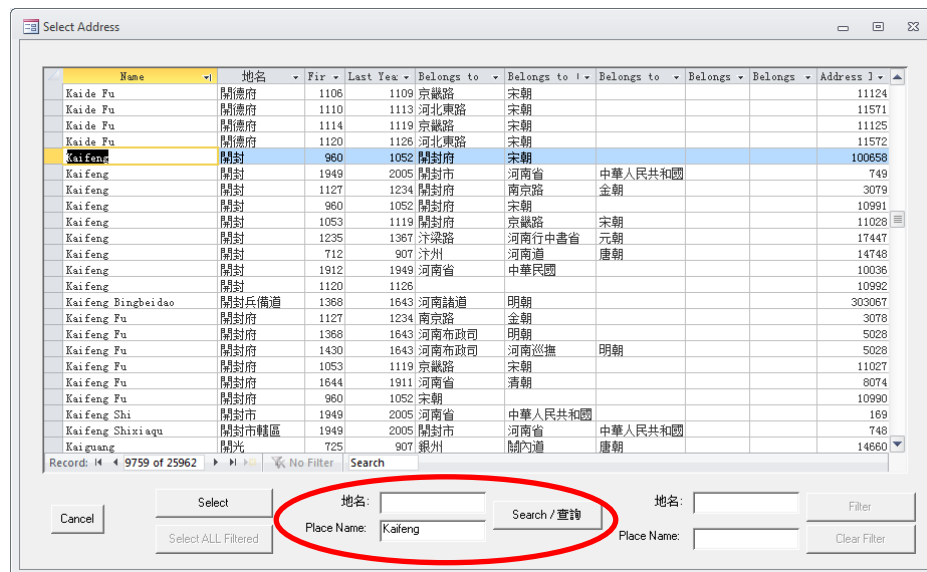 Select Address
Name 地名 Fir Last Yea Belongs to Belongs to Belongs to Belongs Belongs Address I
Kaide Fu 開德府 1106 1109 京畿路 宋朝 11124
Kaide Fu 開德府 1110 1113 河北東路 宋朝 11571
Kaide Fu 開德府 1114 1119 京畿路 宋朝 11125
Kaide Fu 開德府 1120 1126 河北東路 宋朝 11572
Kaifeng 開封 960 1052 開封府 宋朝 100658
Kaifeng 開封 1949 2005 開封市 河南省 中華人民共和國 749
Kaifeng 開封 1127 1234 開封府 南京路 金朝 3079
Kaifeng 開封 960 1052 開封府 宋朝 10991
Kaifeng 開封 1053 1119 開封府 京畿路 宋朝 11028
Kaifeng 開封 1235 1367 汴梁路 河南行中書省 元朝 17447
Kaifeng 開封 712 907 汴州 河南道 唐朝 14748
Kaifeng 開封 1912 1949 河南省 中華民國 10036
Kaifeng 開封 1120 1126 10992
Kaifeng Bingbeidao 開封兵備道 1368 1643 河南諸道 明朝 303067
Kaifeng Fu 開封府 1127 1234 南京路 金朝 3078
Kaifeng Fu 開封府 1368 1643 河南布政司 明朝 5028
Kaifeng Fu 開封府 1430 1643 河南布政司 河南巡撫 明朝 5028
Kaifeng Fu 開封府 1053 1119 京畿路 宋朝 11027
Kaifeng Fu 開封府 1644 1911 河南省 清朝 8074
Kaifeng Fu 開封府 960 1052 宋朝 10990
Kaifeng Shi 開封市 1949 2005 河南省 中華人民共和國 169
Kaifeng Shixiaqu 開封市轄區 1949 2005 開封市 河南省 中華人民共和國 748
Kaiguang 開光 725 907 銀州 關內道 唐朝 14660
Record: 9759 of 25962 No Filter Search
Cancel Select 地名: Search / 查詢 地名: Filter
Select ALL Filtered Place Name: Kaifeng Place Name: Clear Filter